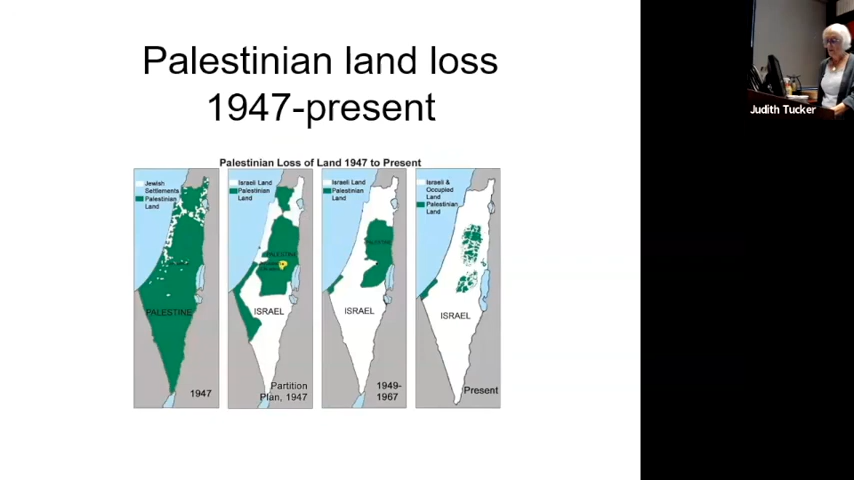 Palestinian land loss
1947-present
Judith Tucker
Palestinian Loss of Land 1947 to Present
Jewish
Settlements
Palestinian
Land
PALESTINE
1947
Israeli Land
Palestinian
Land
PALESTINE
ISRAEL
Partition
Plan, 1947
Israeli Land
Palestinian
Land
PALESTINE
ISRAEL
1949-
1967
Israeli &
Occupied
Land
Palestinian
Land
ISRAEL
Present